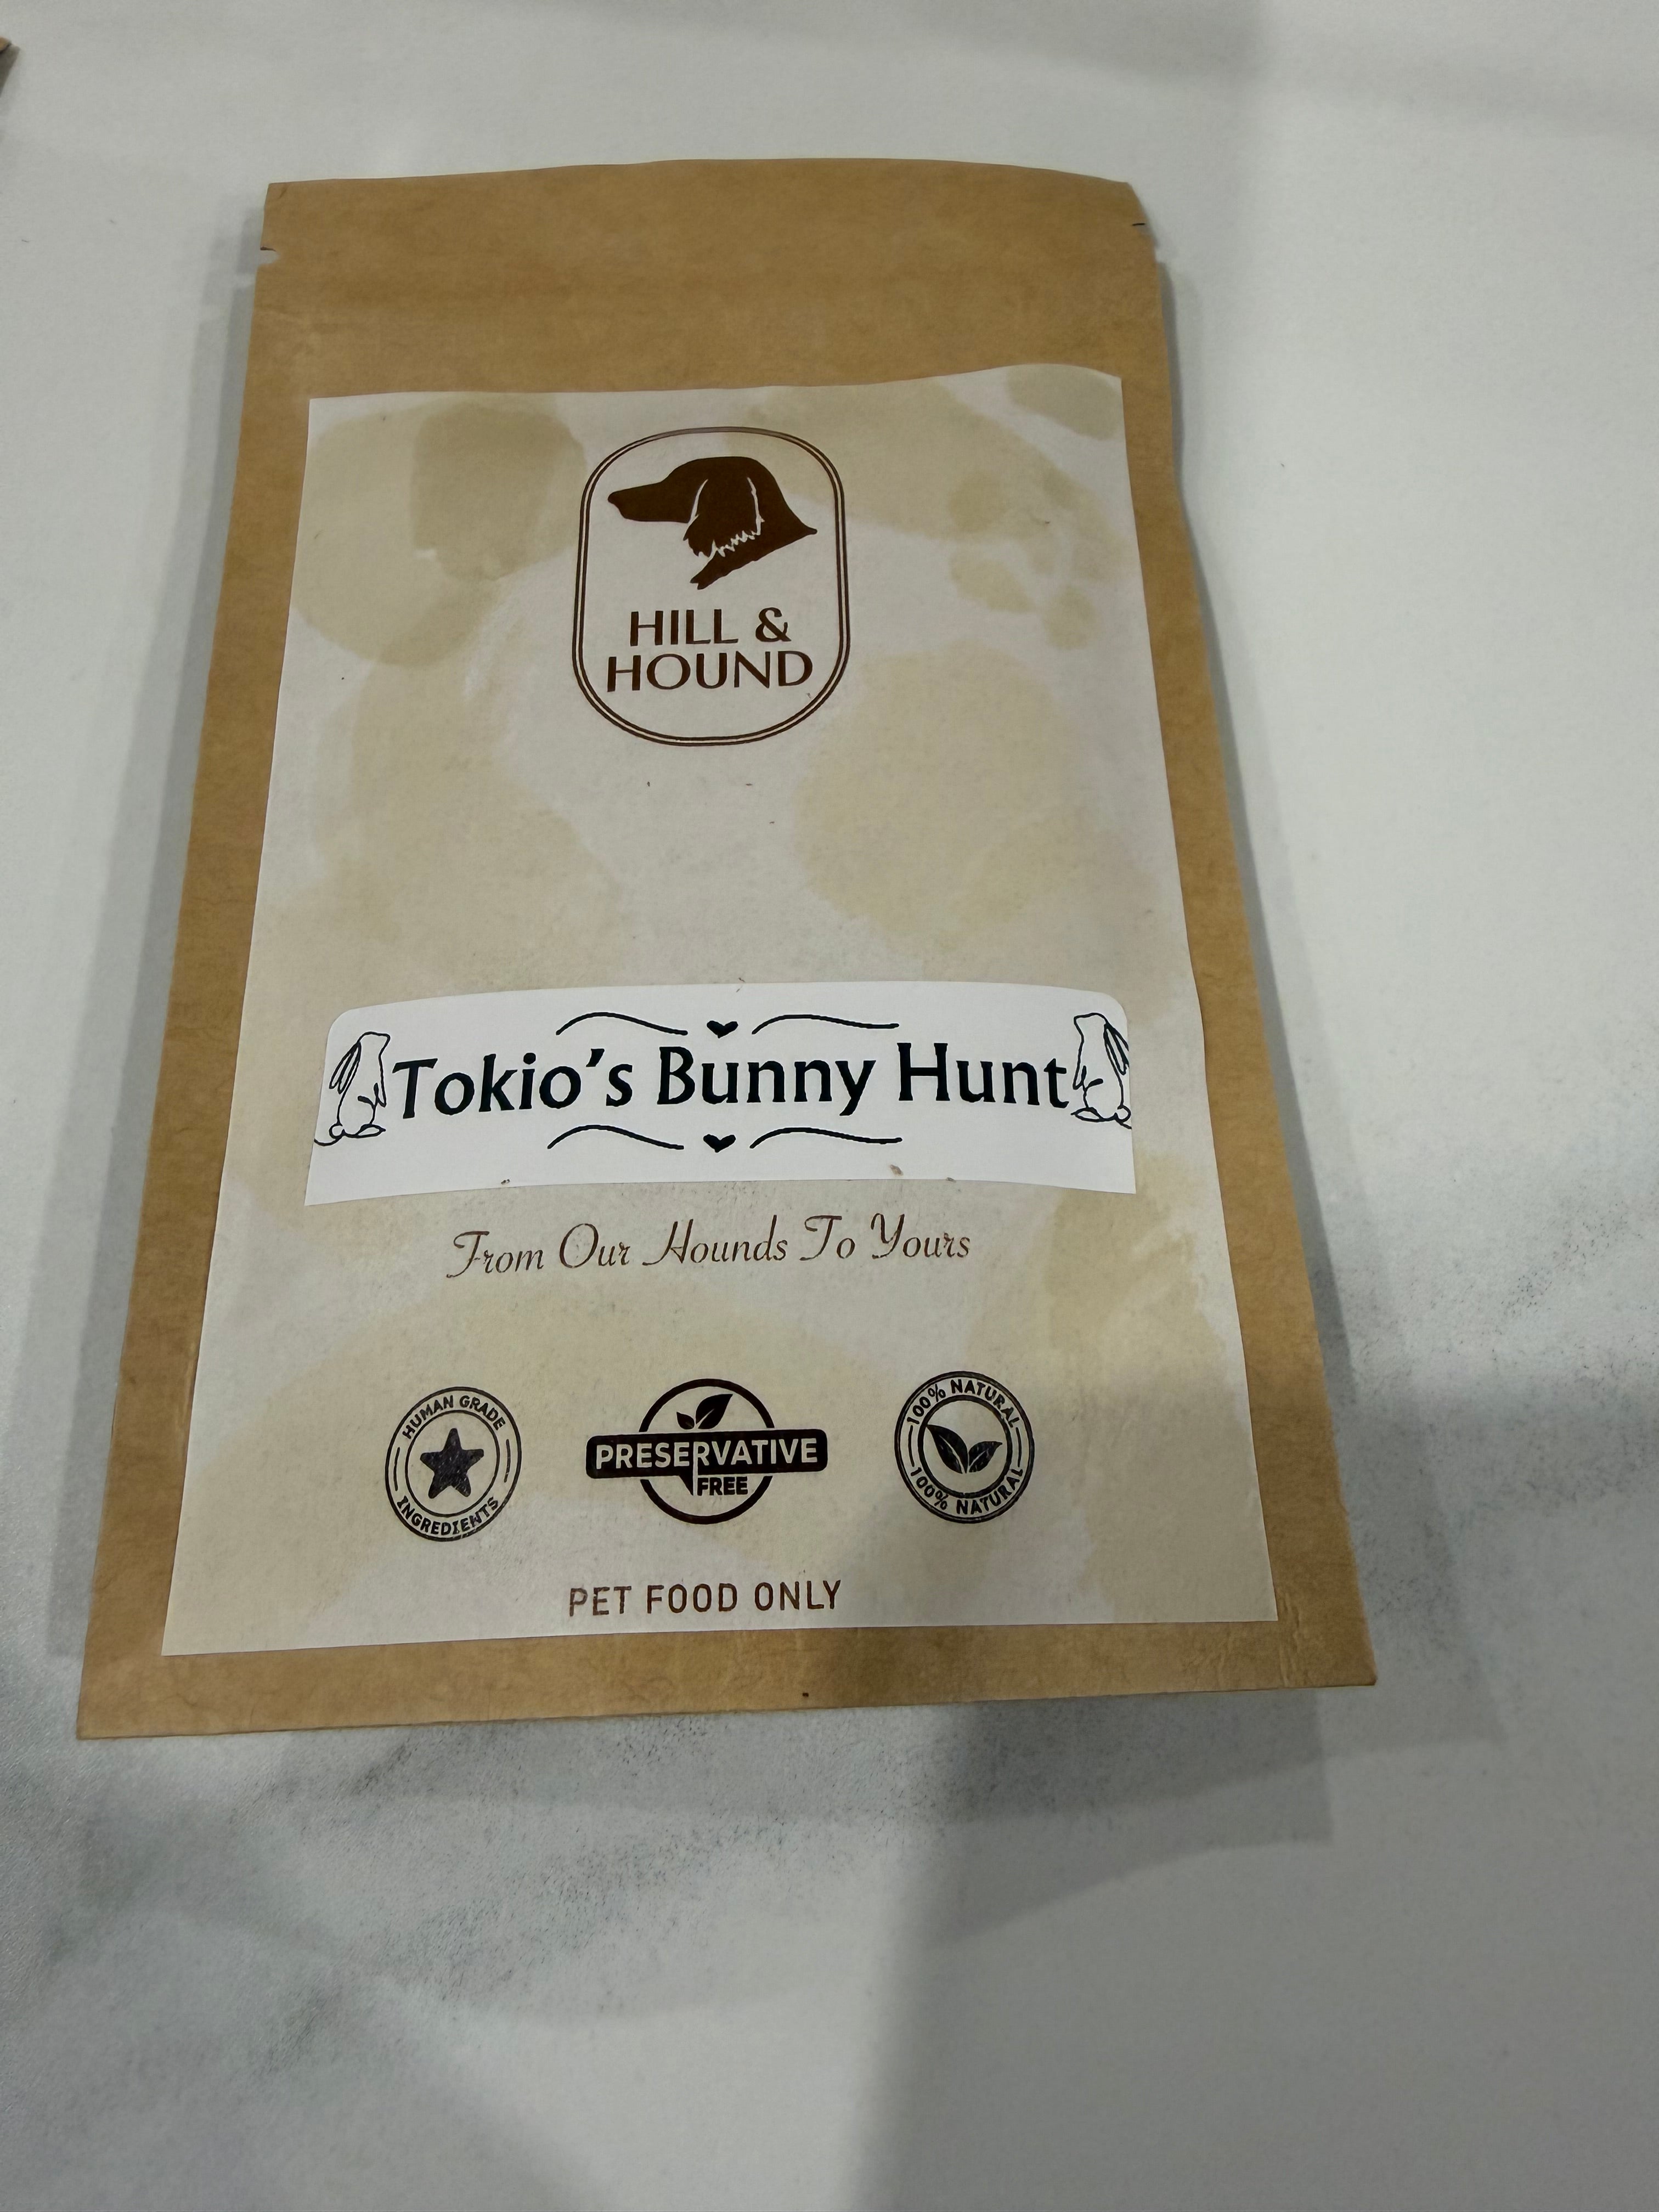 HILL &
HOUND
Tokio's Bunny Hunt
From Our Hounds To Yours
HUMAN GRADE
INGREDIENTS
PRESERVATIVE
FREE
100% NATURAL
100% NATURAL
PET FOOD ONLY